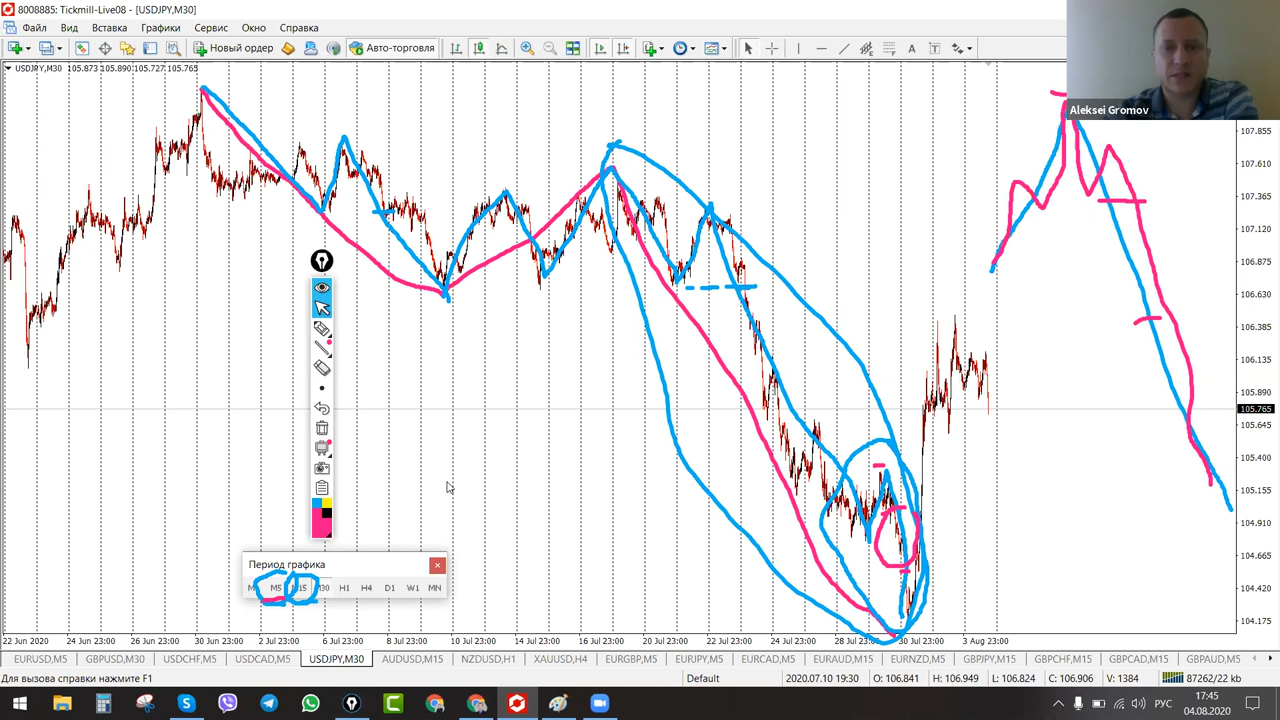 8008885: Tickmill-Live08 - [USDJPY,M30]
Файл Вид Вставка Графики Сервис Окно Справка
Новый ордер Авто-торговля
USDJPY,M30 105.873 105.890 105.727 105.765
Aleksei Gromov
107.855
107.610
107.365
107.120
106.875
106.630
106.385
106.135
105.890
105.765
105.645
105.400
105.155
104.910
104.665
104.420
104.175
Период графика
M5 H1 H4 D1 W1 MN
22 Jun 2020 24 Jun 23:00 26 Jun 23:00 30 Jun 23:00 2 Jul 23:00 6 Jul 23:00 8 Jul 23:00 10 Jul 23:00 14 Jul 23:00 16 Jul 23:00 20 Jul 23:00 22 Jul 23:00 24 Jul 23:00 28 Jul 23:00 30 Jul 23:00 3 Aug 23:00
EURUSD,M5 GBPUSD,M30 USDCHF,M5 USDCAD,M5 USDJPY,M30 AUDUSD,M15 NZDUSD,H1 XAUUSD,H4 EURGBP,M5 EURJPY,M5 EURCAD,M5 EURAUD,M15 EURNZD,M5 GBPJPY,M15 GBPCHF,M15 GBPCAD,M15 GBPAUD,M5
Для вызова справки нажмите F1 Default 2020.07.10 19:30 O: 106.841 H: 106.949 L: 106.824 C: 106.906 V: 1384 87262/22 kb
РУС
17:45
04.08.2020